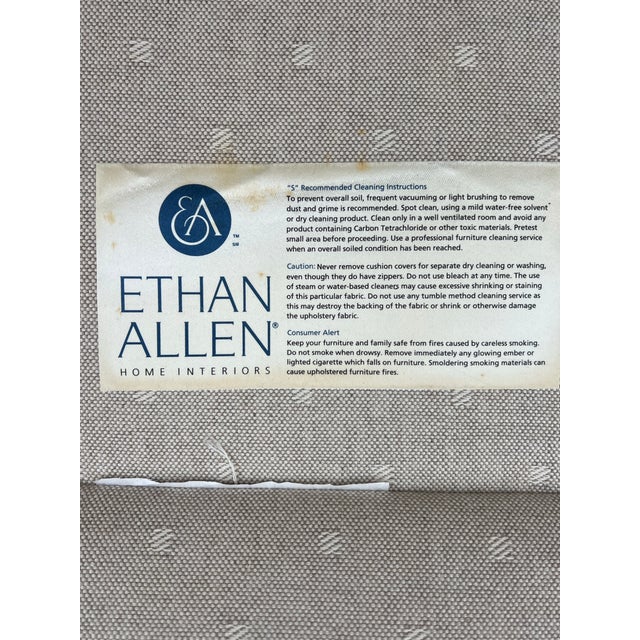 EA
TM
SM
ETHAN
ALLEN®
HOME INTERIORS
"S" Recommended Cleaning Instructions
To prevent overall soil, frequent vacuuming or light brushing to remove
dust and grime is recommended. Spot clean, using a mild water-free solvent
or dry cleaning product. Clean only in a well ventilated room and avoid any
product containing Carbon Tetrachloride or other toxic materials. Pretest
small area before proceeding. Use a professional furniture cleaning service
when an overall soiled condition has been reached.
Caution: Never remove cushion covers for separate dry cleaning or washing,
even though they do have zippers. Do not use bleach at any time. The use
of steam or water-based cleaners may cause excessive shrinking or staining
of this particular fabric. Do not use any tumble method cleaning service as
this may destroy the backing of the fabric or shrink or otherwise damage
the upholstery fabric.
Consumer Alert
Keep your furniture and family safe from fires caused by careless smoking.
Do not smoke when drowsy. Remove immediately any glowing ember or
lighted cigarette which falls on furniture. Smoldering smoking materials can
cause upholstered furniture fires.